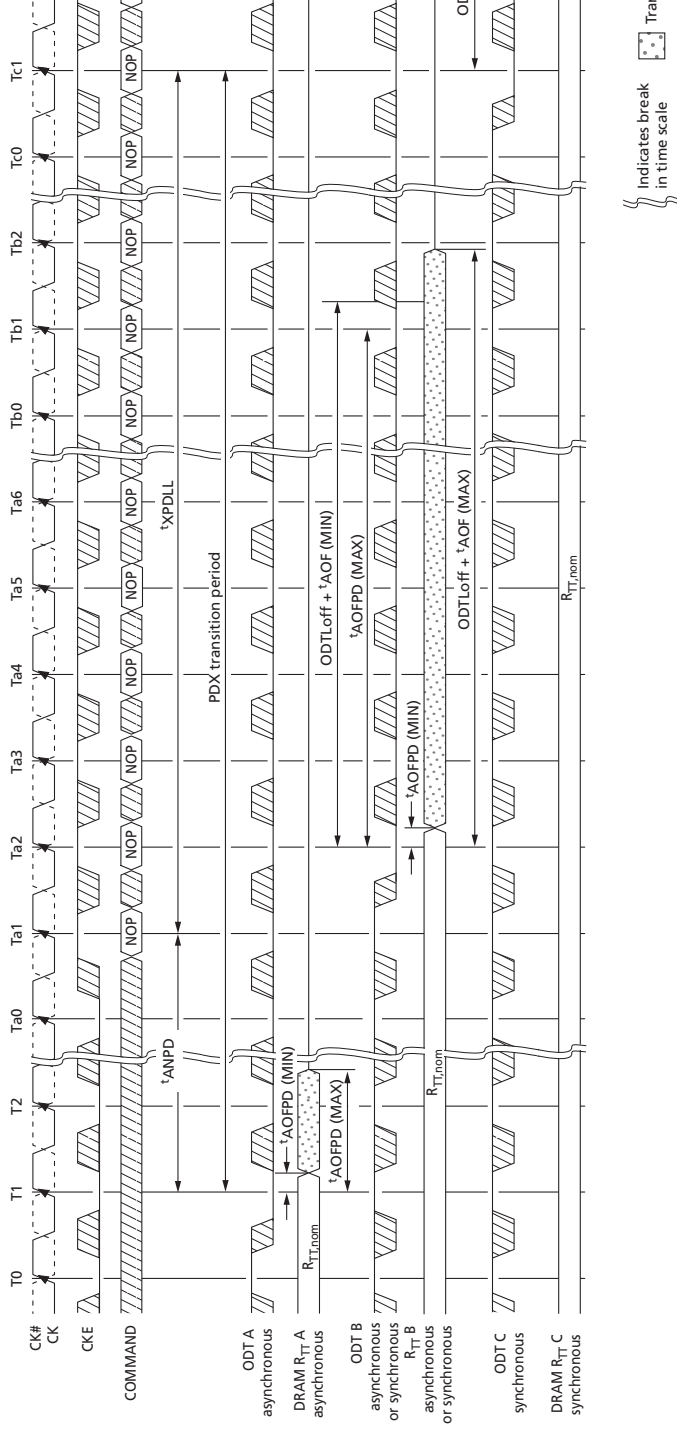 T0 T1 T2 Ta0 Ta1 Ta2 Ta3 Ta4 Ta5 Ta6 Tb0 Tb1 Tb2 Tc0 Tc1
CK#
CK
CKE
COMMAND
NOP NOP NOP NOP NOP NOP NOP NOP NOP NOP NOP
tANPD
tXPDLL
PDX transition period
ODT A
asynchronous
tAOFPD (MIN)
DRAM RTT A
asynchronous
RTT,nom
tAOFPD (MAX)
ODTLoff + tAOF (MIN)
tAOFPD (MAX)
ODT B
asynchronous
or synchronous
tAOFPD (MIN)
RTT B
asynchronous
or synchronous
RTT,nom
ODTLoff + tAOF (MAX)
ODT C
synchronous
DRAM RTT C
synchronous
RTT,nom
Indicates break
in time scale